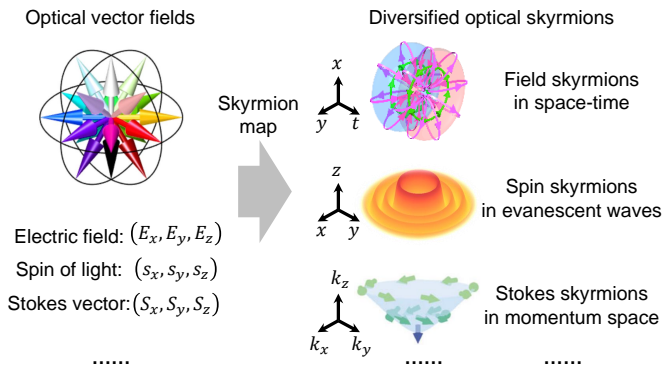 Optical vector fields
Diversified optical skyrmions
Skyrmion
map
Electric field: (E_x, E_y, E_z)
Spin of light: (s_x, s_y, s_z)
Stokes vector:(S_x, S_y, S_z)
......
x
y
t
Field skyrmions
in space-time
z
x
y
Spin skyrmions
in evanescent waves
k_z
k_x
k_y
Stokes skyrmions
in momentum space
......
......